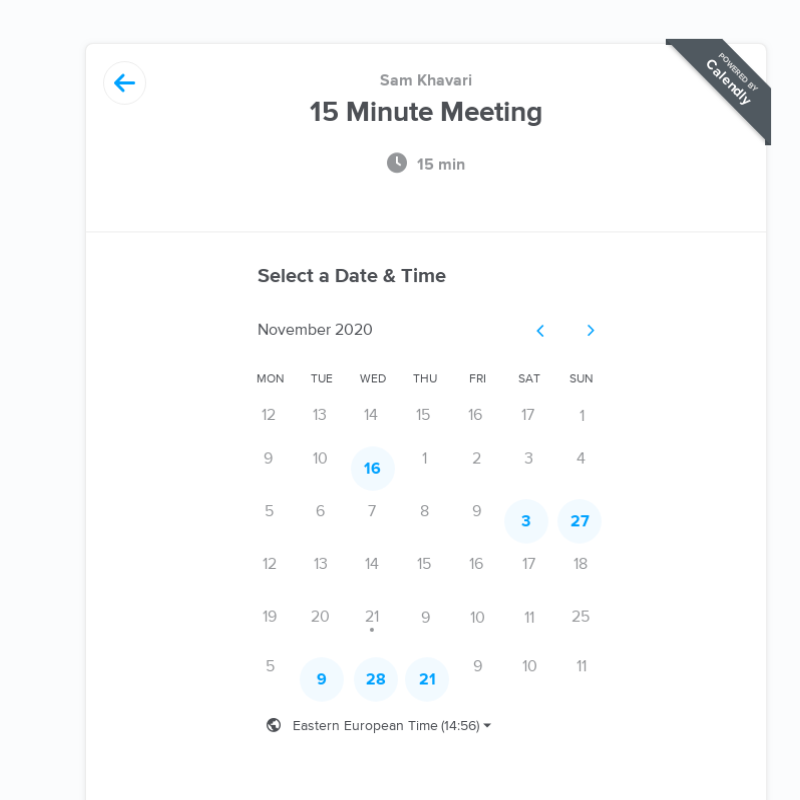 POWERED BY
Calendly
Sam Khavari
15 Minute Meeting
15 min
Select a Date & Time
November 2020
MON TUE WED THU FRI SAT SUN
12 13 14 15 16 17 1
9 10 16 1 2 3 4
5 6 7 8 9 3 27
12 13 14 15 16 17 18
19 20 21 9 10 11 25
5 9 28 21 9 10 11
Eastern European Time (14:56)